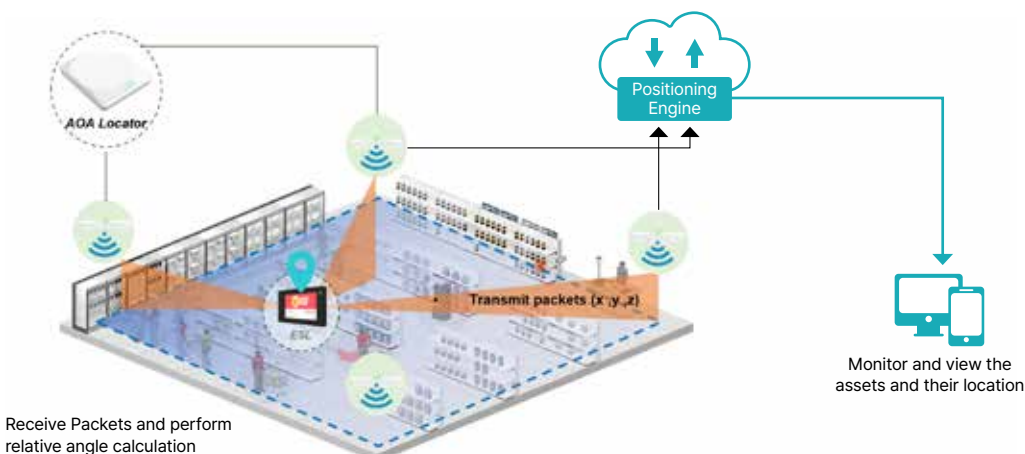 Positioning
Engine
AOA Locator
Transmit packets (x ,y ,z)
ESL
Monitor and view the
assets and their location
Receive Packets and perform
relative angle calculation